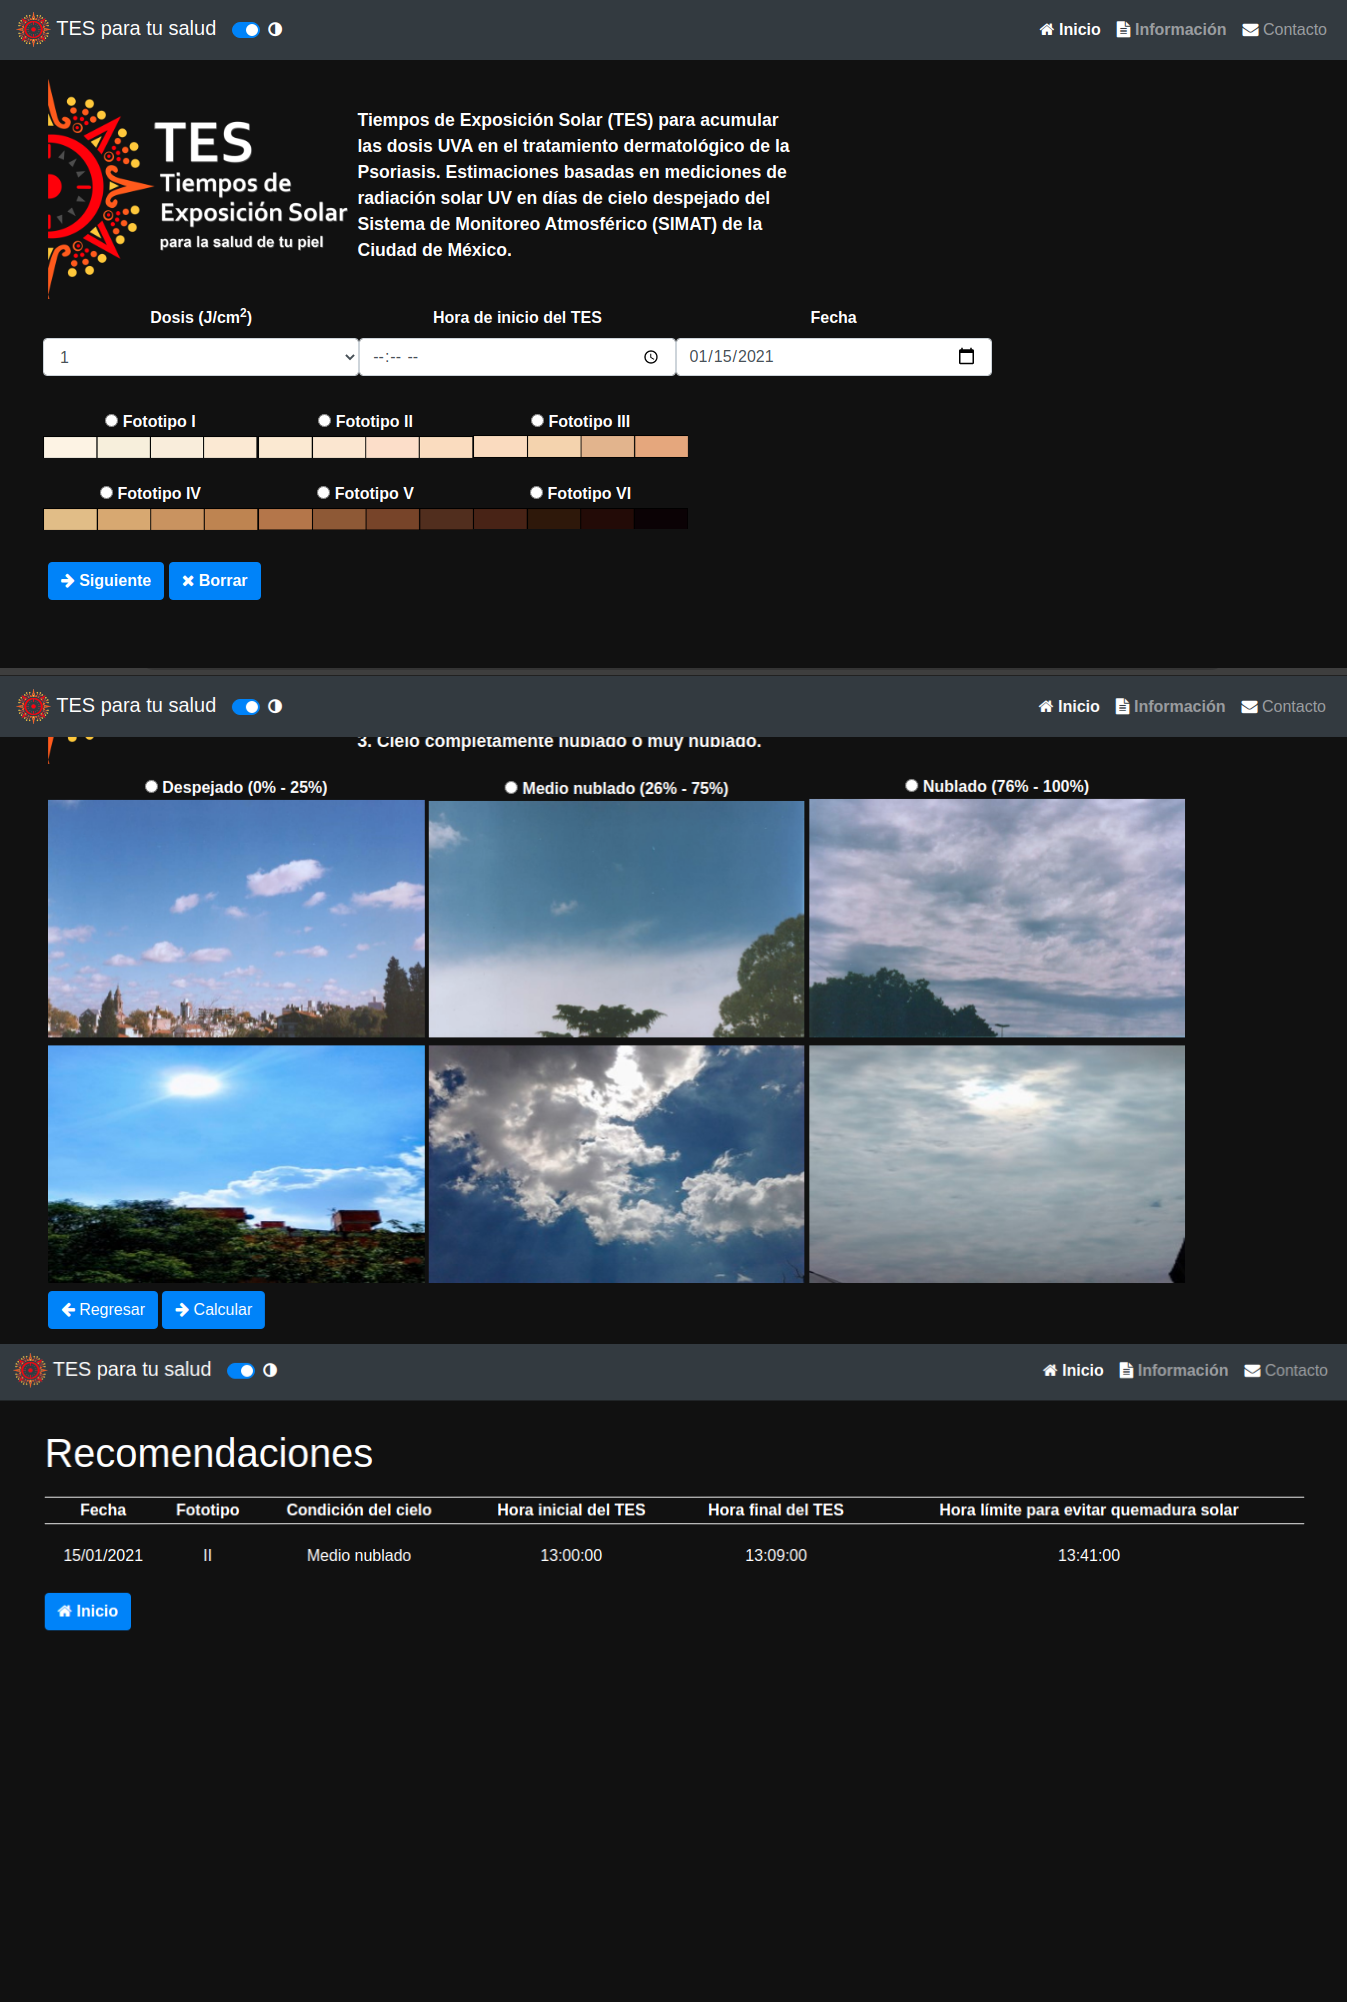 TES para tu salud
Inicio Información Contacto
TES
Tiempos de
Exposición Solar
para la salud de tu piel
Tiempos de Exposición Solar (TES) para acumular
las dosis UVA en el tratamiento dermatológico de la
Psoriasis. Estimaciones basadas en mediciones de
radiación solar UV en días de cielo despejado del
Sistema de Monitoreo Atmosférico (SIMAT) de la
Ciudad de México.
Dosis (J/cm²) Hora de inicio del TES Fecha
1 --:-- -- 01/15/2021
Fototipo I Fototipo II Fototipo III
Fototipo IV Fototipo V Fototipo VI
Siguiente Borrar
TES para tu salud
Inicio Información Contacto
3. Cielo completamente nublado o muy nublado.
Despejado (0% - 25%) Medio nublado (26% - 75%) Nublado (76% - 100%)
Regresar Calcular
TES para tu salud
Inicio Información Contacto
Recomendaciones
Fecha Fototipo Condición del cielo Hora inicial del TES Hora final del TES Hora límite para evitar quemadura solar
15/01/2021 II Medio nublado 13:00:00 13:09:00 13:41:00
Inicio